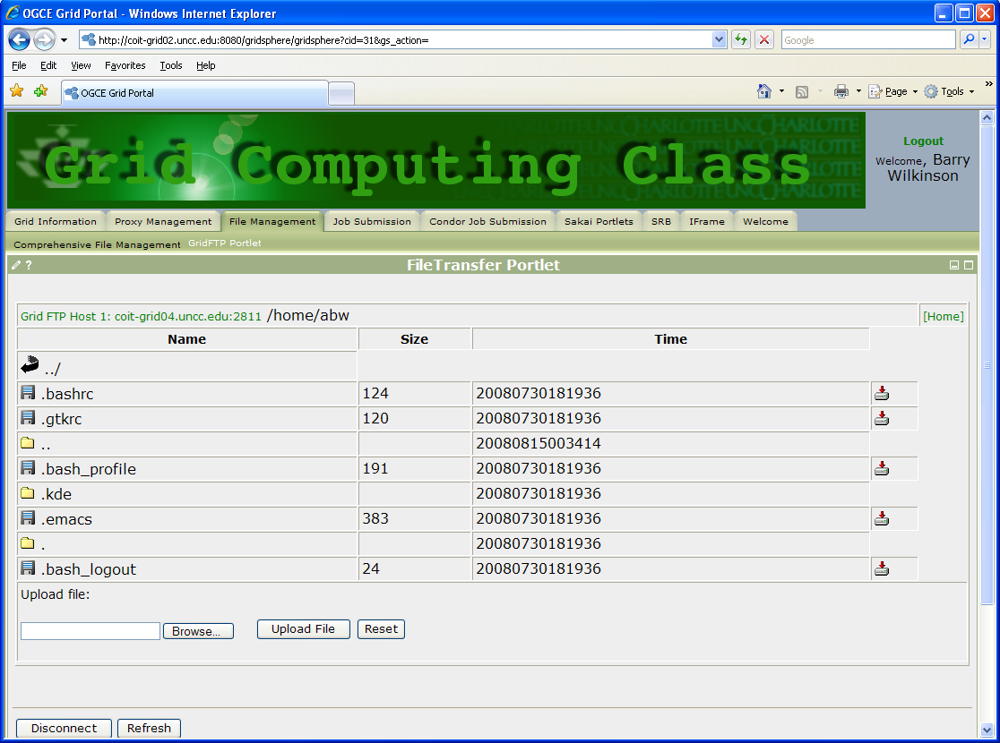 OGCE Grid Portal - Windows Internet Explorer
http://coit-grid02.uncc.edu:8080/gridsphere/gridsphere?cid=31&gs_action=
Google
File Edit View Favorites Tools Help
OGCE Grid Portal
Page Tools
Grid Computing Class
CHARLOTTE UNC CHARLOTTE
Logout
Welcome, Barry
Wilkinson
Grid Information Proxy Management File Management Job Submission Condor Job Submission Sakai Portlets SRB IFrame Welcome
Comprehensive File Management GridFTP Portlet
? FileTransfer Portlet
Grid FTP Host 1: coit-grid04.uncc.edu:2811 /home/abw [Home]
Name Size Time
../
.bashrc 124 20080730181936
.gtkrc 120 20080730181936
.. 20080815003414
.bash_profile 191 20080730181936
.kde 20080730181936
.emacs 383 20080730181936
. 20080730181936
.bash_logout 24 20080730181936
Upload file:
Browse... Upload File Reset
Disconnect Refresh